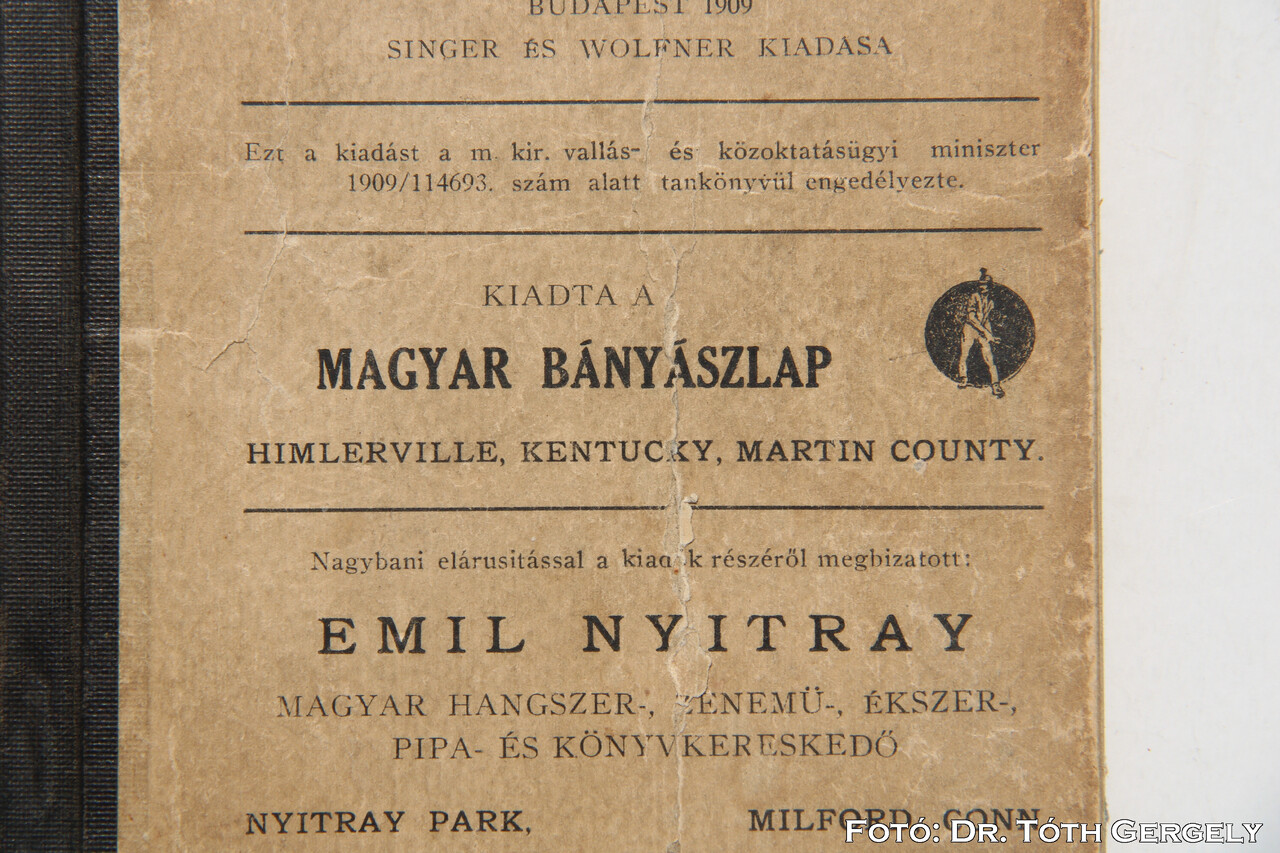 BUDAPEST 1909
SINGER ÉS WOLFNER KIADÁSA
Ezt a kiadást a m. kir. vallás- és közoktatásügyi miniszter
1909/114693. szám alatt tankönyvül engedélyezte.
KIADTA A
MAGYAR BÁNYÁSZLAP
HIMLERVILLE, KENTUCKY, MARTIN COUNTY.
Nagybani elárusitással a részéről megbizatott:
EMIL NYITRAY
MAGYAR HANGSZER-, ZENEMÜ-, ÉKSZER-,
PIPA- ÉS KÖNYVKERESKEDŐ
NYITRAY PARK, MILFORD, CONN.
FOTÓ: DR. TÓTH GERGELY